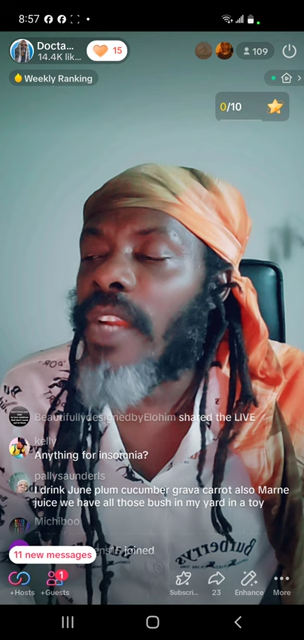 8:57
Docta...
14.4K lik...
15
109
Weekly Ranking
0/10
BeautifullydesignedbyElohim shared the LIVE
kelly
Anything for insomnia?
pallysaunders
I drink June plum cucumber grava carrot also Marne
juice we have all those bush in my yard in a toy
Michiboo
11 new messages
joined
1
+Hosts
+Guests
Subscri...
23
Enhance
More